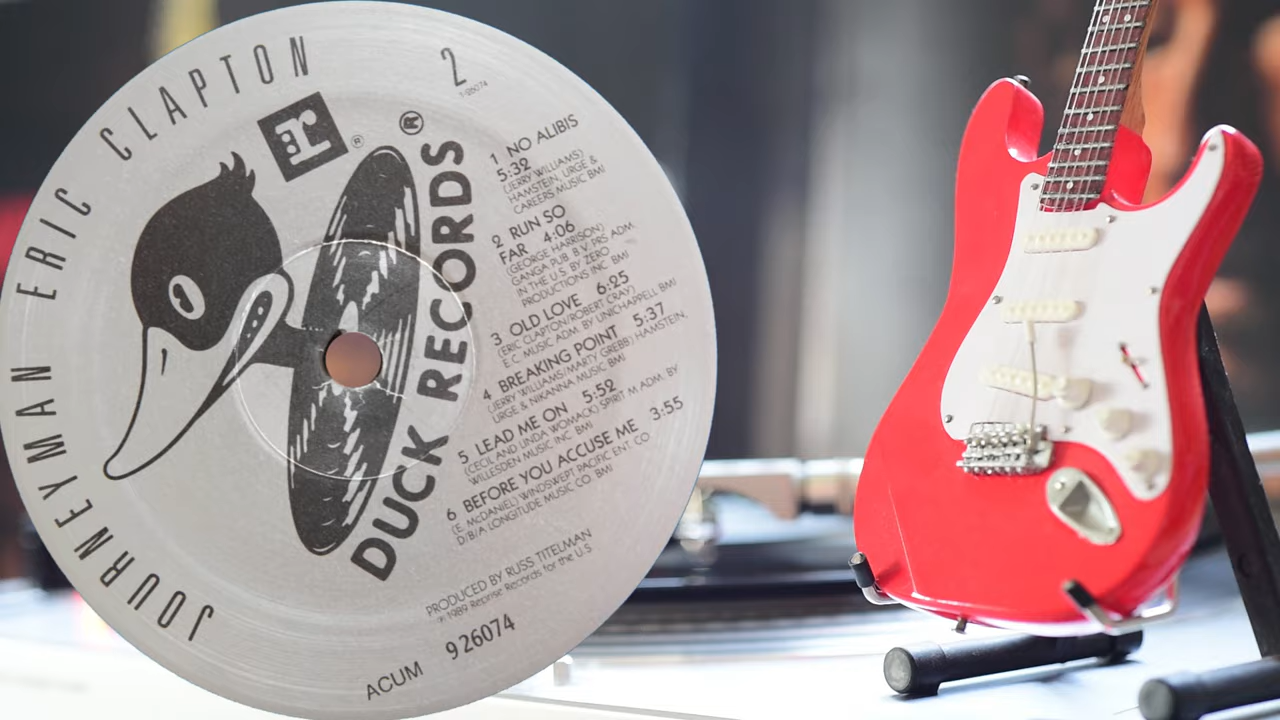 JOURNEYMAN ERIC CLAPTON
r
®
®
DUCK RECORDS
2
1-26074
1 NO ALIBIS
5:32
(JERRY WILLIAMS)
HAMSTEIN, URGE &
CAREERS MUSIC BMI
2 RUN SO
FAR 4:06
(GEORGE HARRISON)
GANGA PUB. B.V. PRS ADM.
IN THE U.S. BY ZERO
PRODUCTIONS INC. BMI
3 OLD LOVE 6:25
(ERIC CLAPTON/ROBERT CRAY)
E.C. MUSIC ADM. BY UNICHAPPELL BMI
4 BREAKING POINT 5:37
(JERRY WILLIAMS/MARTY GREBB) HAMSTEIN,
URGE & NIKANNA MUSIC BMI
5 LEAD ME ON 5:52
(CECIL AND LINDA WOMACK) SPIRIT M ADM. BY
WILLESDEN MUSIC INC. BMI
6 BEFORE YOU ACCUSE ME 3:55
(E. McDANIEL) WINDSWEPT PACIFIC ENT. CO
D/B/A LONGITUDE MUSIC CO. BMI
PRODUCED BY RUSS TITELMAN
℗ 1989 Reprise Records for the U.S
ACUM 9 26074